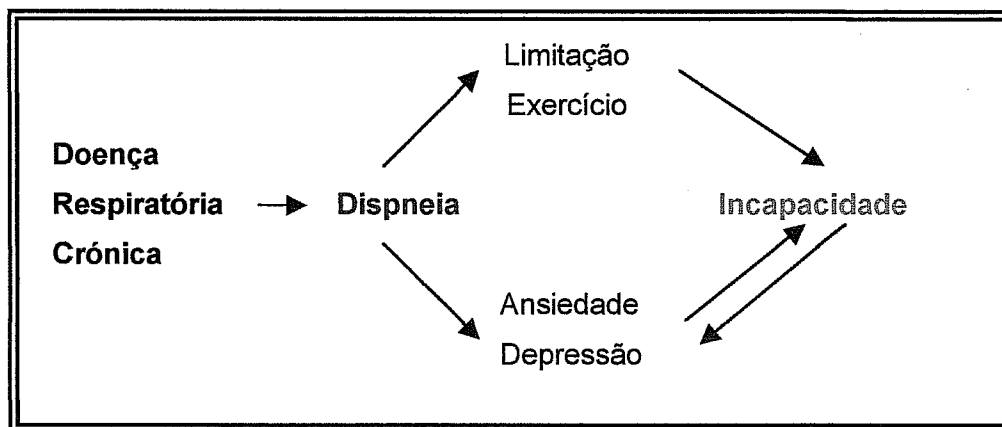 Limitação
Exercício
Doença
Respiratória
Crónica
Dispneia
Incapacidade
Ansiedade
Depressão